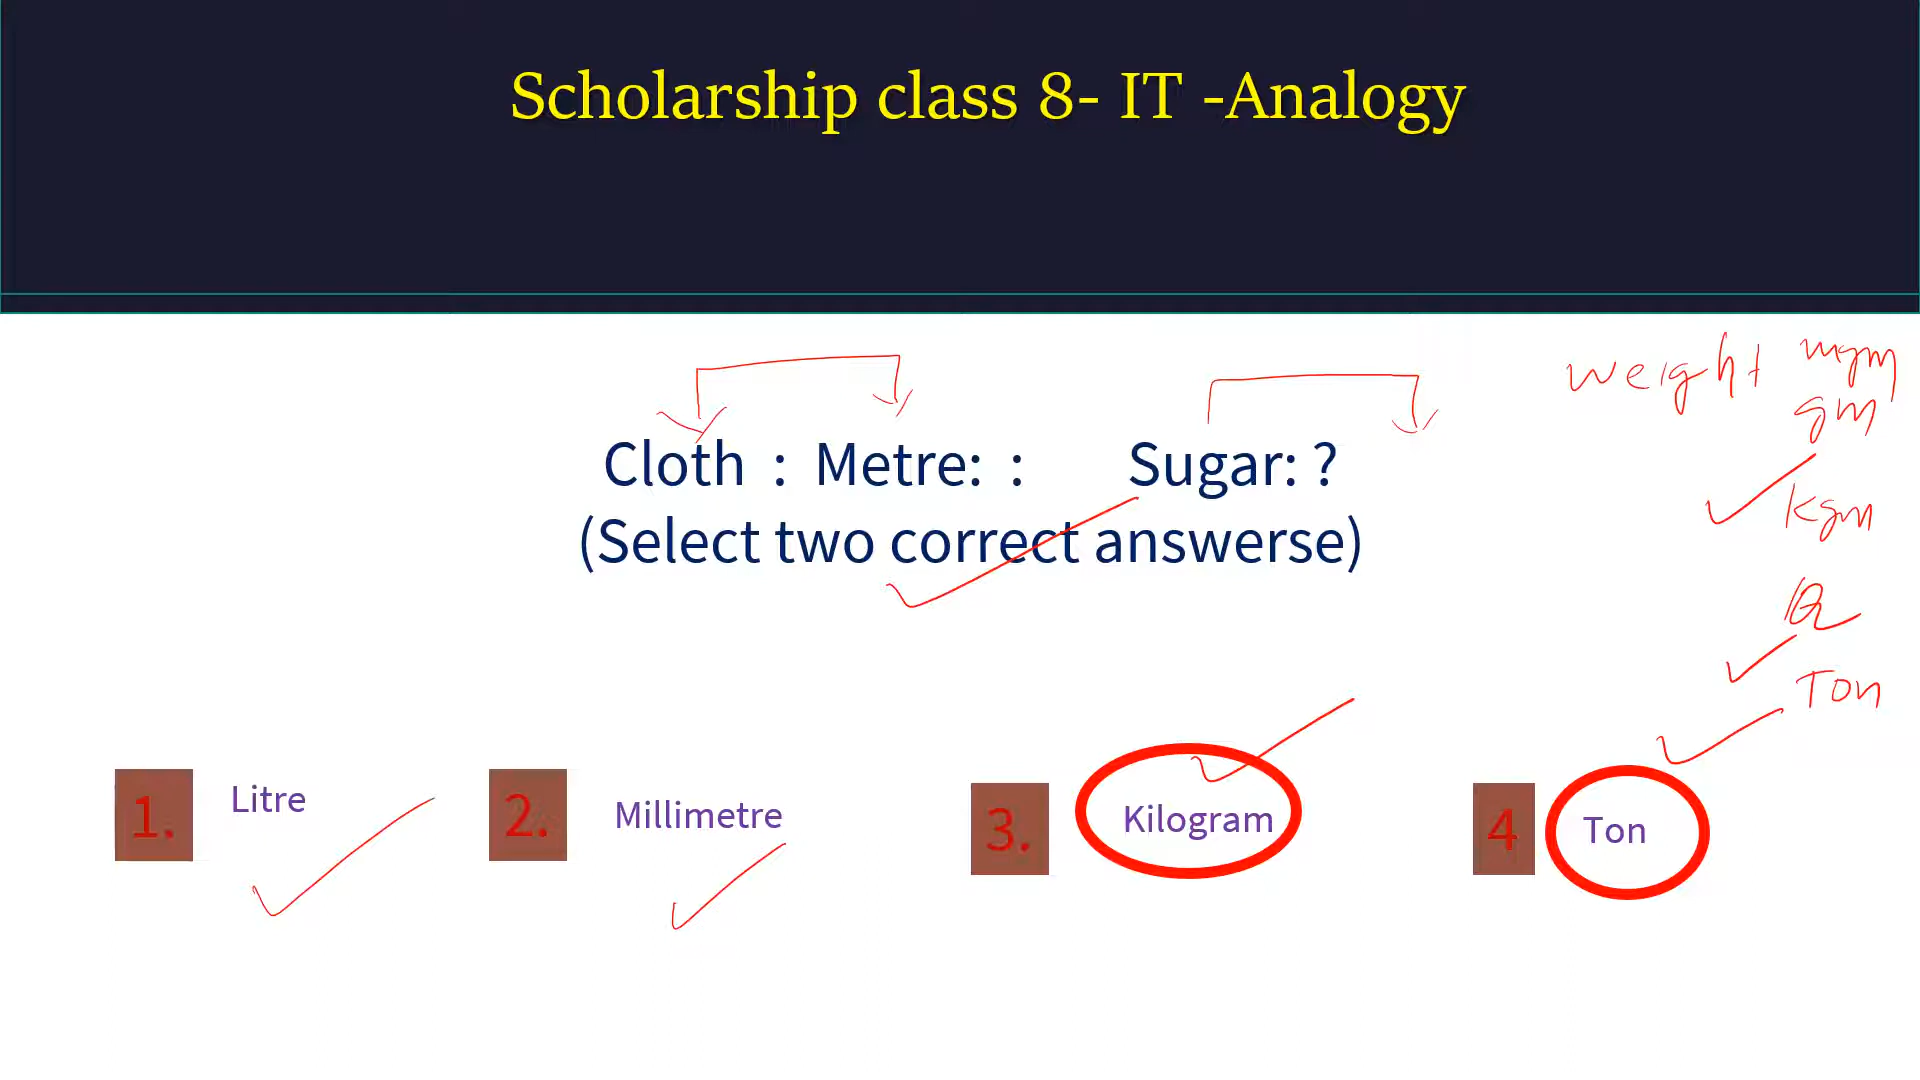 Scholarship class 8- IT -Analogy
weight mgm
gm
Cloth : Metre: : Sugar: ?
kgm
(Select two correct answerse)
Q
Ton
1. Litre
2. Millimetre
3. Kilogram
4 Ton